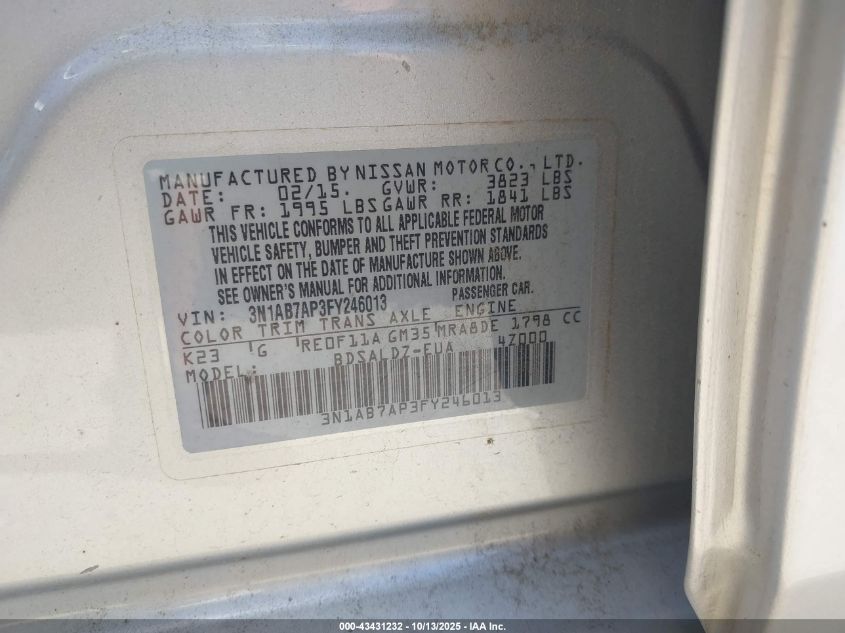 MANUFACTURED BY NISSAN MOTOR CO., LTD.
DATE: 02/15. GVWR: 3823 LBS
GAWR FR: 1995 LBS GAWR RR: 1841 LBS
THIS VEHICLE CONFORMS TO ALL APPLICABLE FEDERAL MOTOR
VEHICLE SAFETY, BUMPER AND THEFT PREVENTION STANDARDS
IN EFFECT ON THE DATE OF MANUFACTURE SHOWN ABOVE.
SEE OWNER'S MANUAL FOR ADDITIONAL INFORMATION.
VIN: 3N1AB7AP3FY246013 PASSENGER CAR.
COLOR TRIM TRANS AXLE ENGINE
K23 'G 'RE0F11A GM35 MRA8DE 1798 CC
MODEL: BDSALDZ-EUA 4Z000
3N1AB7AP3FY246013
000-43431232 - 10/13/2025 - IAA Inc.